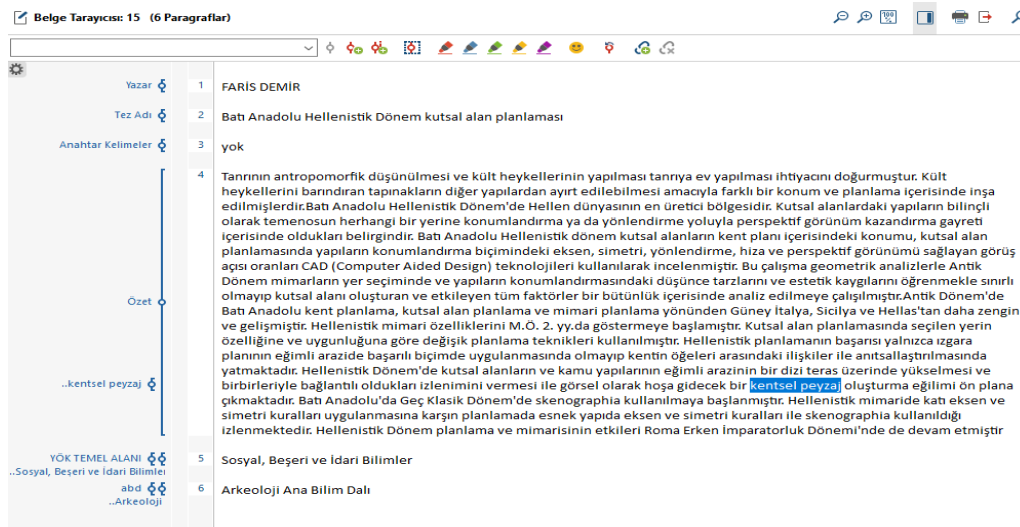 Belge Tarayıcısı: 15 (6 Paragraflar)
100 %
Yazar 1 FARİS DEMİR
Tez Adı 2 Batı Anadolu Hellenistik Dönem kutsal alan planlaması
Anahtar Kelimeler 3 yok
4 Tanrının antropomorfik düşünülmesi ve kült heykellerinin yapılması tanrıya ev yapılması ihtiyacını doğurmuştur. Kült
heykellerini barındıran tapınakların diğer yapılardan ayırt edilebilmesi amacıyla farklı bir konum ve planlama içerisinde inşa
edilmişlerdir.Batı Anadolu Hellenistik Dönem'de Hellen dünyasının en üretici bölgesidir. Kutsal alanlardaki yapıların bilinçli
olarak temenosun herhangi bir yerine konumlandırma ya da yönlendirme yoluyla perspektif görünüm kazandırma gayreti
içerisinde oldukları belirgindir. Batı Anadolu Hellenistik dönem kutsal alanların kent planı içerisindeki konumu, kutsal alan
planlamasında yapıların konumlandırma biçimindeki eksen, simetri, yönlendirme, hiza ve perspektif görünümü sağlayan görüş
açısı oranları CAD (Computer Aided Design) teknolojileri kullanılarak incelenmiştir. Bu çalışma geometrik analizlerle Antik
Dönem mimarların yer seçiminde ve yapıların konumlandırmasındaki düşünce tarzlarını ve estetik kaygılarını öğrenmekle sınırlı
Özet olmayıp kutsal alanı oluşturan ve etkileyen tüm faktörler bir bütünlük içerisinde analiz edilmeye çalışılmıştır.Antik Dönem'de
Batı Anadolu kent planlama, kutsal alan planlama ve mimari planlama yönünden Güney İtalya, Sicilya ve Hellas'tan daha zengin
ve gelişmiştir. Hellenistik mimari özelliklerini M.Ö. 2. yy.da göstermeye başlamıştır. Kutsal alan planlamasında seçilen yerin
özelliğine ve uygunluğuna göre değişik planlama teknikleri kullanılmıştır. Hellenistik planlamanın başarısı yalnızca ızgara
planının eğimli arazide başarılı biçimde uygulanmasında olmayıp kentin öğeleri arasındaki ilişkiler ile anıtsallaştırılmasında
yatmaktadır. Hellenistik Dönem'de kutsal alanların ve kamu yapılarının eğimli arazinin bir dizi teras üzerinde yükselmesi ve
..kentsel peyzaj birbirleriyle bağlantılı oldukları izlenimini vermesi ile görsel olarak hoşa gidecek bir kentsel peyzaj oluşturma eğilimi ön plana
çıkmaktadır. Batı Anadolu'da Geç Klasik Dönem'de skenographia kullanılmaya başlanmıştır. Hellenistik mimaride katı eksen ve
simetri kuralları uygulanmasına karşın planlamada esnek yapıda eksen ve simetri kuralları ile skenographia kullanıldığı
izlenmektedir. Hellenistik Dönem planlama ve mimarisinin etkileri Roma Erken İmparatorluk Dönemi'nde de devam etmiştir
YÖK TEMEL ALANI 5 Sosyal, Beşeri ve İdari Bilimler
..Sosyal, Beşeri ve İdari Bilimler
abd 6 Arkeoloji Ana Bilim Dalı
..Arkeoloji